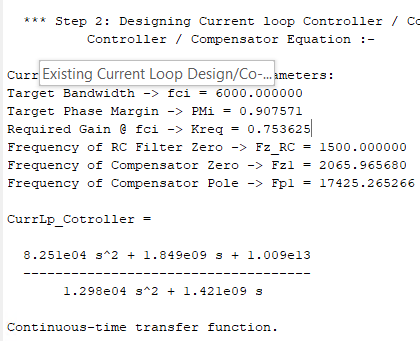 *** Step 2: Designing Current loop Controller / Co
Controller / Compensator Equation :-
Curr
Existing Current Loop Design/Co-...
ameters:
Target Bandwidth -> fci = 6000.000000
Target Phase Margin -> PMi = 0.907571
Required Gain @ fci -> Kreq = 0.753625
Frequency of RC Filter Zero -> Fz_RC = 1500.000000
Frequency of Compensator Zero -> Fz1 = 2065.965680
Frequency of Compensator Pole -> Fp1 = 17425.265266
CurrLp_Cotroller =
8.251e04 s^2 + 1.849e09 s + 1.009e13
------------------------------------
1.298e04 s^2 + 1.421e09 s
Continuous-time transfer function.